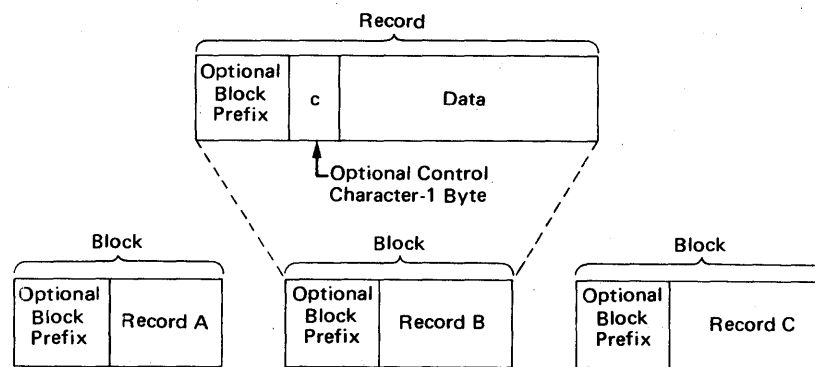 Record
Optional
Block
Prefix
c
Data
Optional Control
Character-1 Byte
Block
Optional
Block
Prefix
Record A
Block
Optional
Block
Prefix
Record B
Block
Optional
Block
Prefix
Record C